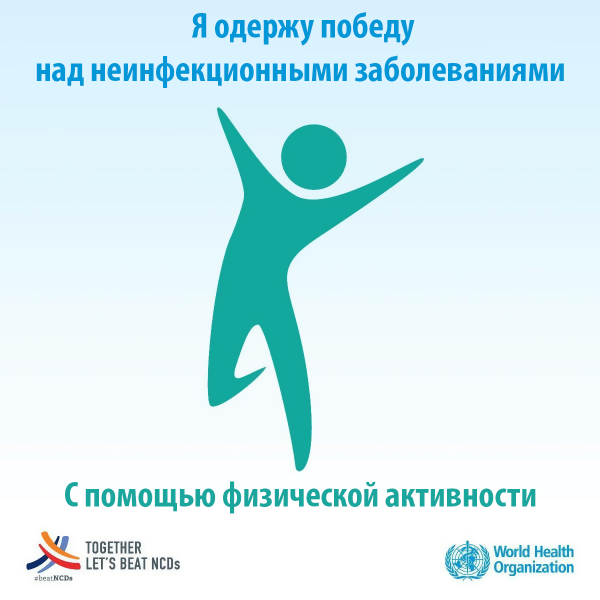 Я одержу победу
над неинфекционными заболеваниями
С помощью физической активности
TOGETHER
LET'S BEAT NCDs
#beatNCDs
World Health
Organization